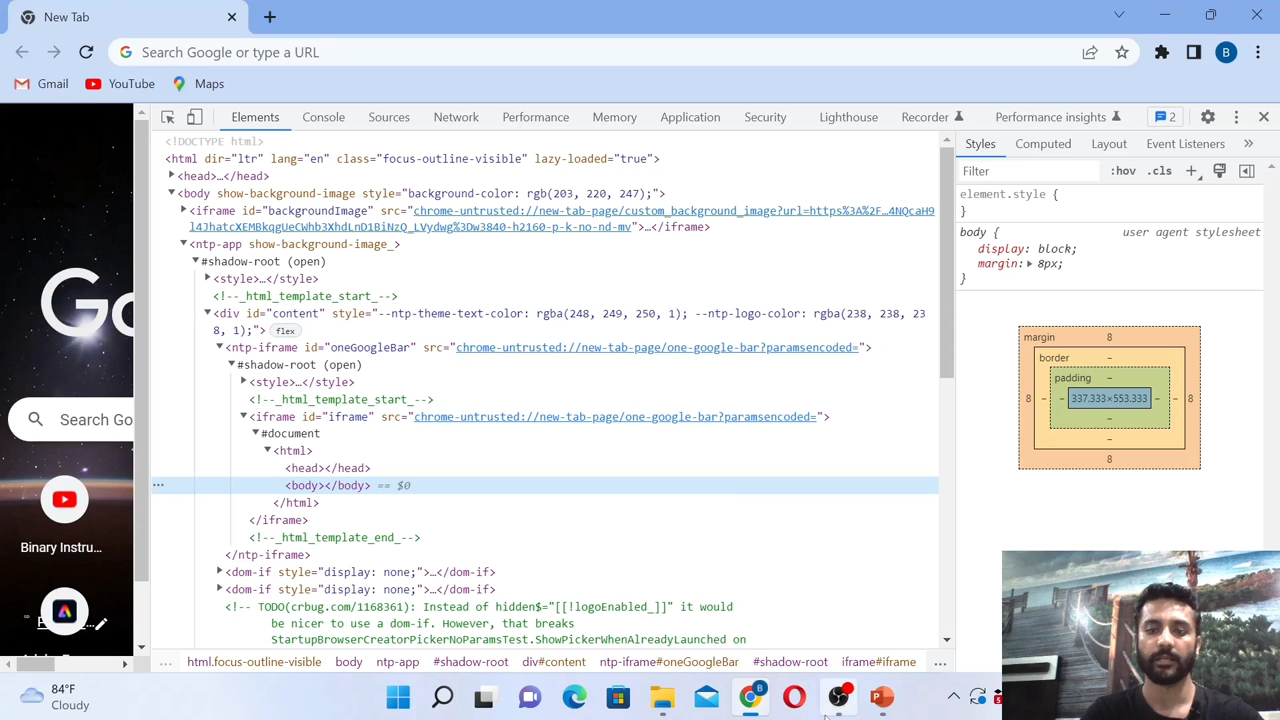 New Tab
Search Google or type a URL
B
Gmail
YouTube
Maps
Elements Console Sources Network Performance Memory Application Security Lighthouse Recorder Performance insights 2
<!DOCTYPE html>
<html dir="ltr" lang="en" class="focus-outline-visible" lazy-loaded="true">
<head>…</head>
<body show-background-image style="background-color: rgb(203, 220, 247);">
<iframe id="backgroundImage" src="chrome-untrusted://new-tab-page/custom_background_image?url=https%3A%2F…4NQcaH9
l4JhatcXEMBkqgUeCWhb3XhdLnD1BiNzQ_LVydwg%3Dw3840-h2160-p-k-no-nd-mv">…</iframe>
<ntp-app show-background-image_>
#shadow-root (open)
<style>…</style>
<!--_html_template_start_-->
<div id="content" style="--ntp-theme-text-color: rgba(248, 249, 250, 1); --ntp-logo-color: rgba(238, 238, 23
8, 1);"> flex
<ntp-iframe id="oneGoogleBar" src="chrome-untrusted://new-tab-page/one-google-bar?paramsencoded=">
#shadow-root (open)
<style>…</style>
<!--_html_template_start_-->
<iframe id="iframe" src="chrome-untrusted://new-tab-page/one-google-bar?paramsencoded=">
#document
<html>
<head></head>
… <body></body> == $0
</html>
</iframe>
<!--_html_template_end_-->
</ntp-iframe>
<dom-if style="display: none;">…</dom-if>
<dom-if style="display: none;">…</dom-if>
<!-- TODO(crbug.com/1168361): Instead of hidden$="[[!logoEnabled_]]" it would
be nicer to use a dom-if. However, that breaks
StartupBrowserCreatorPickerNoParamsTest.ShowPickerWhenAlreadyLaunched on
html.focus-outline-visible body ntp-app #shadow-root div#content ntp-iframe#oneGoogleBar #shadow-root iframe#iframe …
Styles Computed Layout Event Listeners
Filter :hov .cls
element.style {
}
body { user agent stylesheet
display: block;
margin: 8px;
}
margin 8
border –
padding –
8 – – 337.333×553.333 – – 8
–
–
8
Go
Search Go
Binary Instru…
84°F
Cloudy
B
5